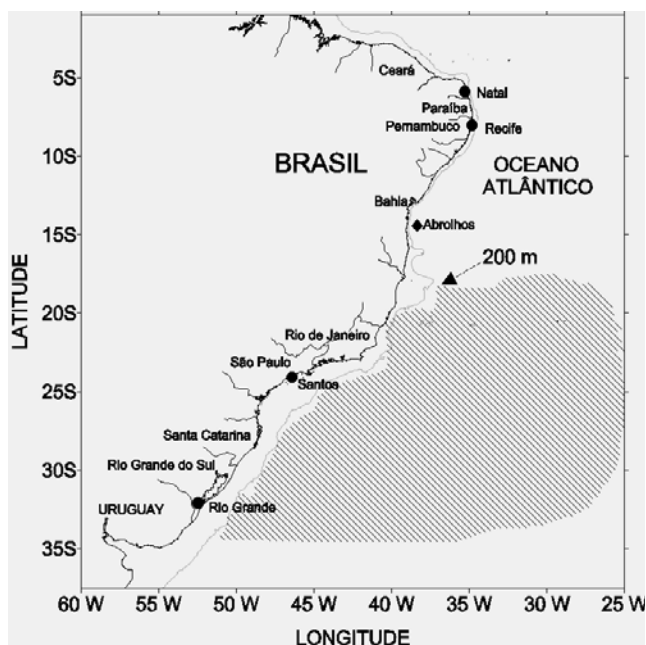 5S
10S
15S
20S
25S
30S
35S
LATITUDE
Ceará
Natal
Paraíba
Pernambuco
Recife
BRASIL
OCEANO
ATLÂNTICO
Bahia
Abrolhos
200 m
Rio de Janeiro
São Paulo
Santos
Santa Catarina
Rio Grande do Sul
URUGUAY
Rio Grande
60 W
55 W
50 W
45 W
40 W
35 W
30 W
25 W
LONGITUDE